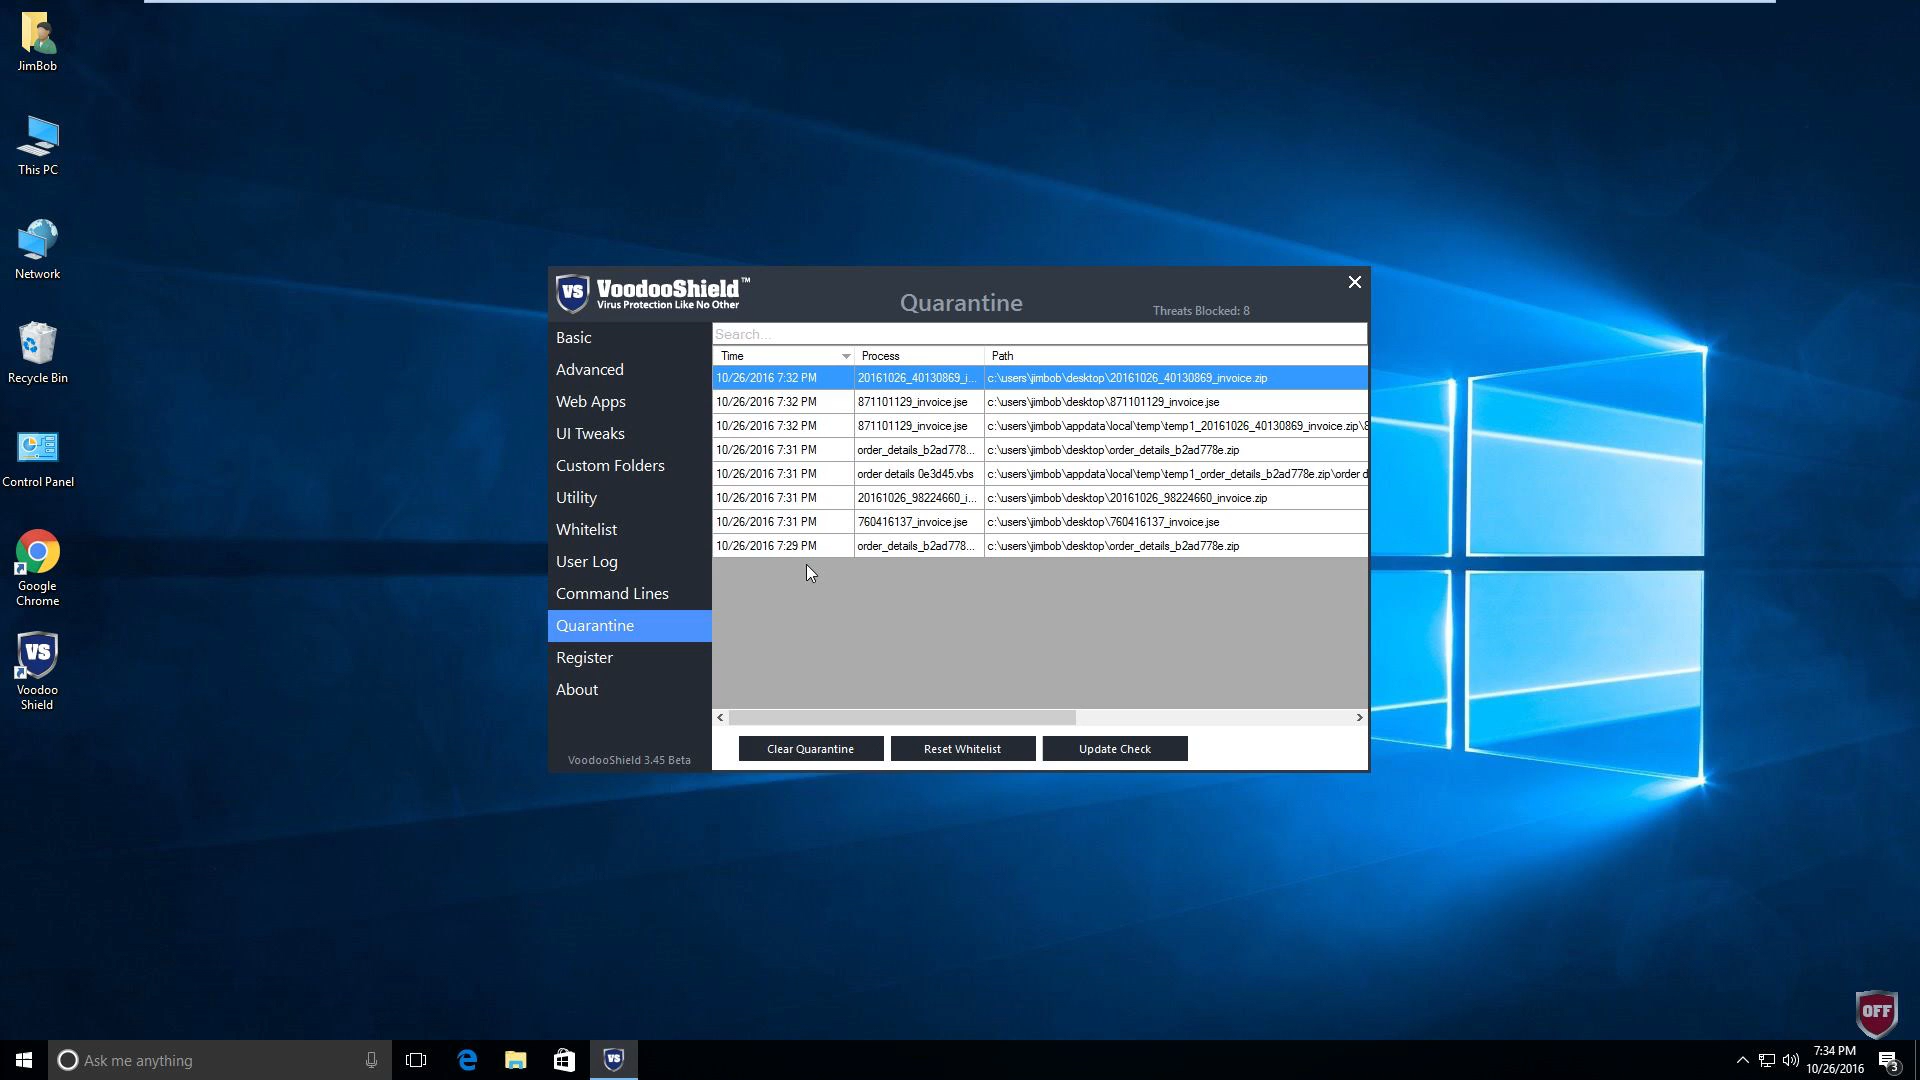 JimBob
This PC
Network
Recycle Bin
Control Panel
Google
Chrome
VS
Voodoo
Shield
VS VoodooShield™
Virus Protection Like No Other
Quarantine
Threats Blocked: 8
Basic
Advanced
Web Apps
UI Tweaks
Custom Folders
Utility
Whitelist
User Log
Command Lines
Quarantine
Register
About
VoodooShield 3.45 Beta
Search...
Time Process Path
10/26/2016 7:32 PM 20161026_40130869_i... c:\users\jimbob\desktop\20161026_40130869_invoice.zip
10/26/2016 7:32 PM 871101129_invoice.jse c:\users\jimbob\desktop\871101129_invoice.jse
10/26/2016 7:32 PM 871101129_invoice.jse c:\users\jimbob\appdata\local\temp\temp1_20161026_40130869_invoice.zip\8
10/26/2016 7:31 PM order_details_b2ad778... c:\users\jimbob\desktop\order_details_b2ad778e.zip
10/26/2016 7:31 PM order details 0e3d45.vbs c:\users\jimbob\appdata\local\temp\temp1_order_details_b2ad778e.zip\order d
10/26/2016 7:31 PM 20161026_98224660_i... c:\users\jimbob\desktop\20161026_98224660_invoice.zip
10/26/2016 7:31 PM 760416137_invoice.jse c:\users\jimbob\desktop\760416137_invoice.jse
10/26/2016 7:29 PM order_details_b2ad778... c:\users\jimbob\desktop\order_details_b2ad778e.zip
Clear Quarantine Reset Whitelist Update Check
OFF
Ask me anything
VS
7:34 PM
10/26/2016
3